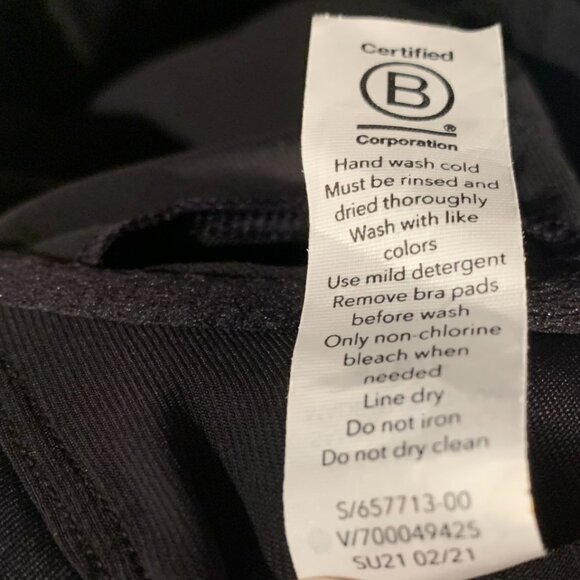 Certified
B
®
Corporation
Hand wash cold
Must be rinsed and
dried thoroughly
Wash with like
colors
Use mild detergent
Remove bra pads
before wash
Only non-chlorine
bleach when
needed
Line dry
Do not iron
Do not dry clean
S/657713-00
V/700049425
SU21 02/21